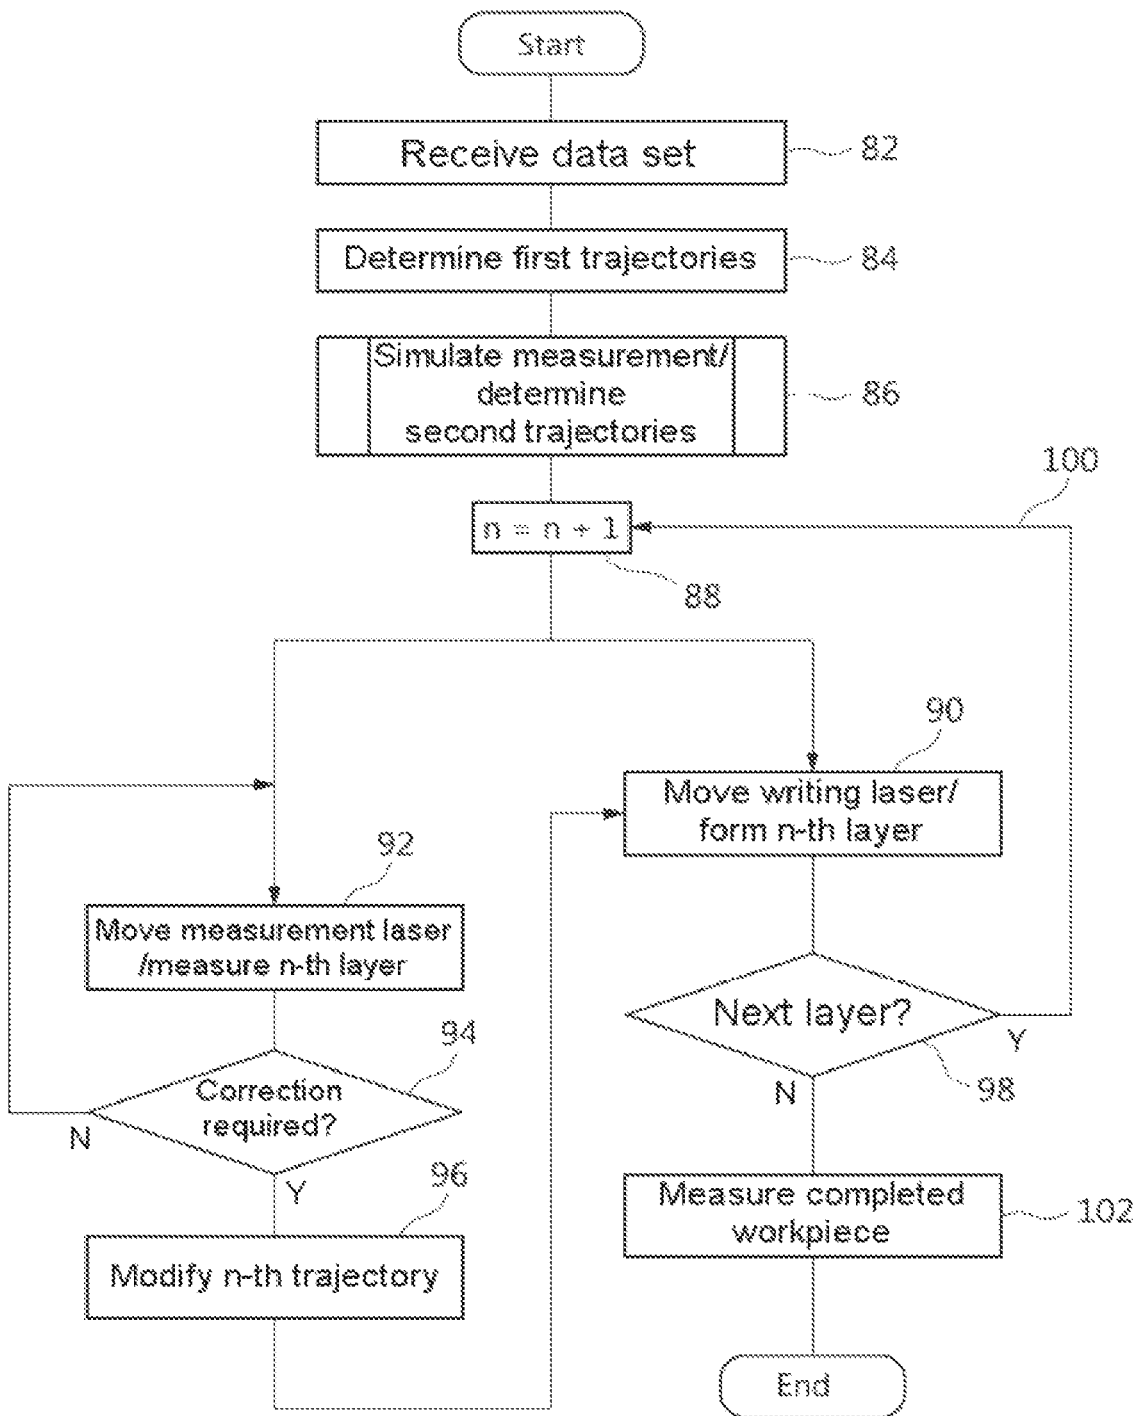 Start
Receive data set
82
Determine first trajectories
84
Simulate measurement/
determine
second trajectories
86
100
n = n + 1
88
90
Move writing laser/
form n-th layer
92
Move measurement laser
/measure n-th layer
94
Next layer?
Y
98
N
Correction
required?
N
Y
96
Measure completed
workpiece
102
Modify n-th trajectory
End